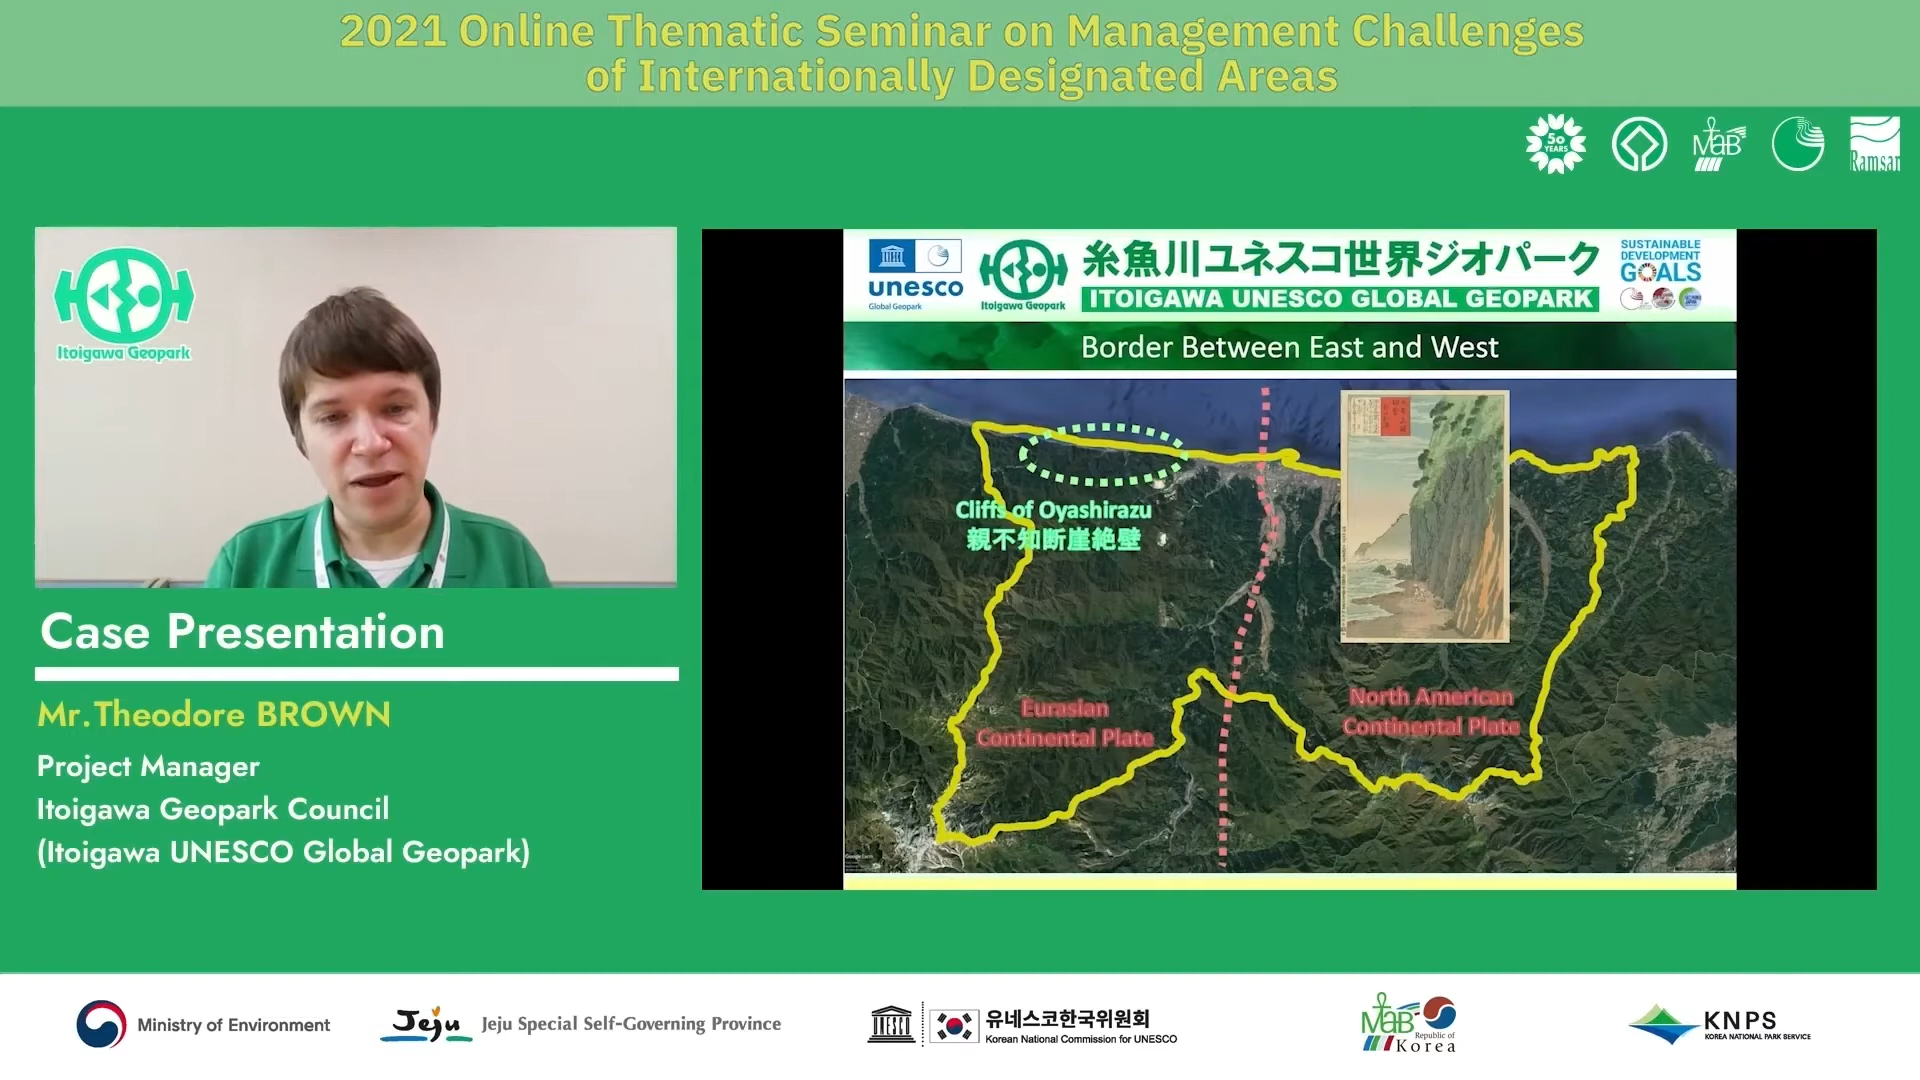 2021 Online Thematic Seminar on Management Challenges
of Internationally Designated Areas
50
YEARS
MaB
Ramsar
Itoigawa Geopark
Case Presentation
Mr.Theodore BROWN
Project Manager
Itoigawa Geopark Council
(Itoigawa UNESCO Global Geopark)
unesco
Global Geopark
Itoigawa Geopark
糸魚川ユネスコ世界ジオパーク
ITOIGAWA UNESCO GLOBAL GEOPARK
SUSTAINABLE
DEVELOPMENT
GOALS
Border Between East and West
Cliffs of Oyashirazu
親不知断崖絶壁
Eurasian
Continental Plate
North American
Continental Plate
Ministry of Environment
Jeju
Jeju Special Self-Governing Province
UNESCO
유네스코한국위원회
Korean National Commission for UNESCO
MaB
Republic of
Korea
KNPS
KOREA NATIONAL PARK SERVICE